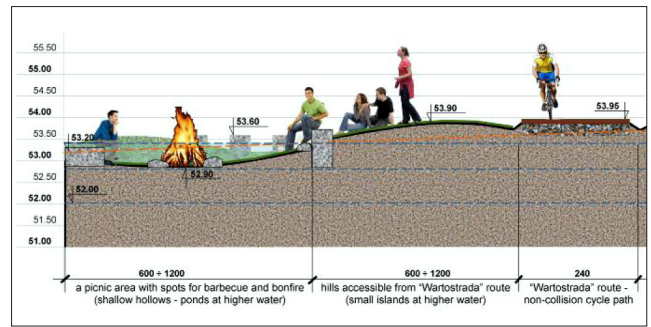 55.50
55.00
54.50
54.00
53.50
53.00
52.50
52.00
51.50
51.00
53.20
53.60
53.90
53.95
52.90
52.00
600 ÷ 1200
600 ÷ 1200
240
a picnic area with spots for barbecue and bonfire
(shallow hollows - ponds at higher water)
hills accessible from "Wartostrada" route
(small islands at higher water)
"Wartostrada" route -
non-collision cycle path